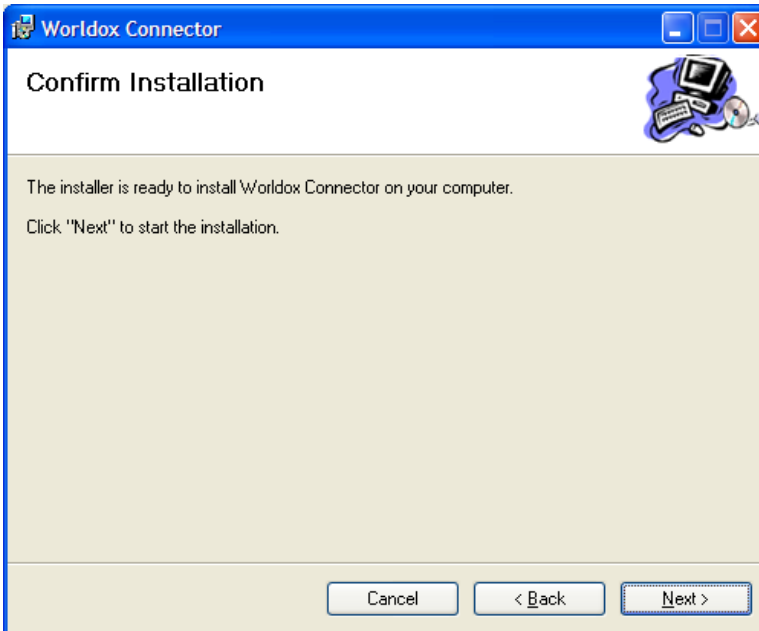 Worldox Connector
Confirm Installation
The installer is ready to install Worldox Connector on your computer.
Click "Next" to start the installation.
Cancel
< Back
Next >